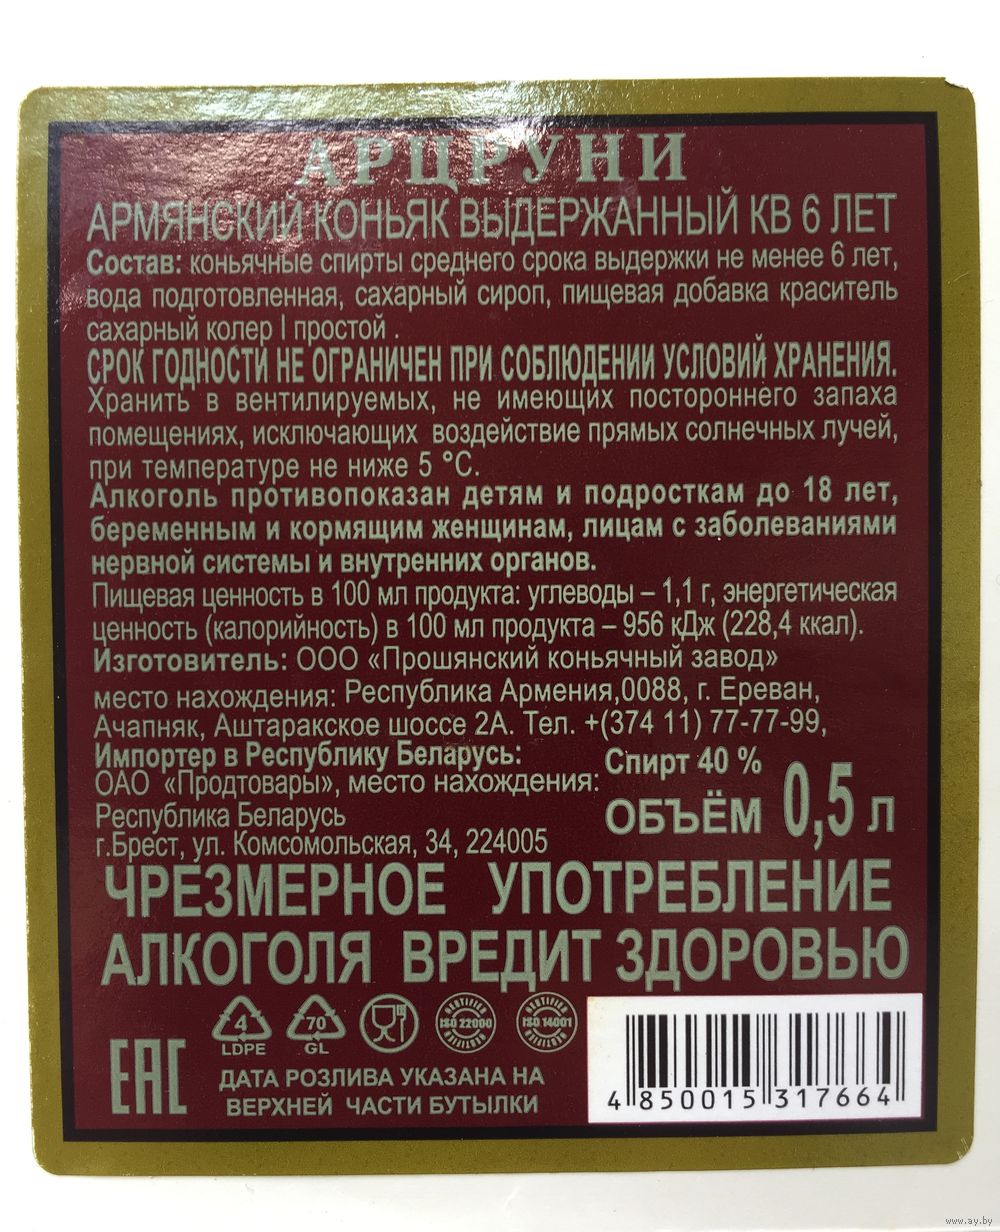 АРЦРУНИ
АРМЯНСКИЙ КОНЬЯК ВЫДЕРЖАННЫЙ КВ 6 ЛЕТ
Состав: коньячные спирты среднего срока выдержки не менее 6 лет,
вода подготовленная, сахарный сироп, пищевая добавка краситель
сахарный колер I простой .
СРОК ГОДНОСТИ НЕ ОГРАНИЧЕН ПРИ СОБЛЮДЕНИИ УСЛОВИЙ ХРАНЕНИЯ.
Хранить в вентилируемых, не имеющих постороннего запаха
помещениях, исключающих воздействие прямых солнечных лучей,
при температуре не ниже 5 °С.
Алкоголь противопоказан детям и подросткам до 18 лет,
беременным и кормящим женщинам, лицам с заболеваниями
нервной системы и внутренних органов.
Пищевая ценность в 100 мл продукта: углеводы – 1,1 г, энергетическая
ценность (калорийность) в 100 мл продукта – 956 кДж (228,4 ккал).
Изготовитель: ООО «Прошянский коньячный завод»
место нахождения: Республика Армения,0088, г. Ереван,
Ачапняк, Аштаракское шоссе 2А. Тел. +(374 11) 77-77-99,
Импортер в Республику Беларусь:
ОАО «Продтовары», место нахождения:
Республика Беларусь
г.Брест, ул. Комсомольская, 34, 224005
Спирт 40 %
ОБЪЁМ 0,5 л
ЧРЕЗМЕРНОЕ УПОТРЕБЛЕНИЕ
АЛКОГОЛЯ ВРЕДИТ ЗДОРОВЬЮ
4
LDPE
70
GL
CERTIFIED
ISO 22000
CERTIFIED
CERTIFIED
ISO 14001
CERTIFIED
EAC
ДАТА РОЗЛИВА УКАЗАНА НА
ВЕРХНЕЙ ЧАСТИ БУТЫЛКИ
4 850015 317664
www.ay.by